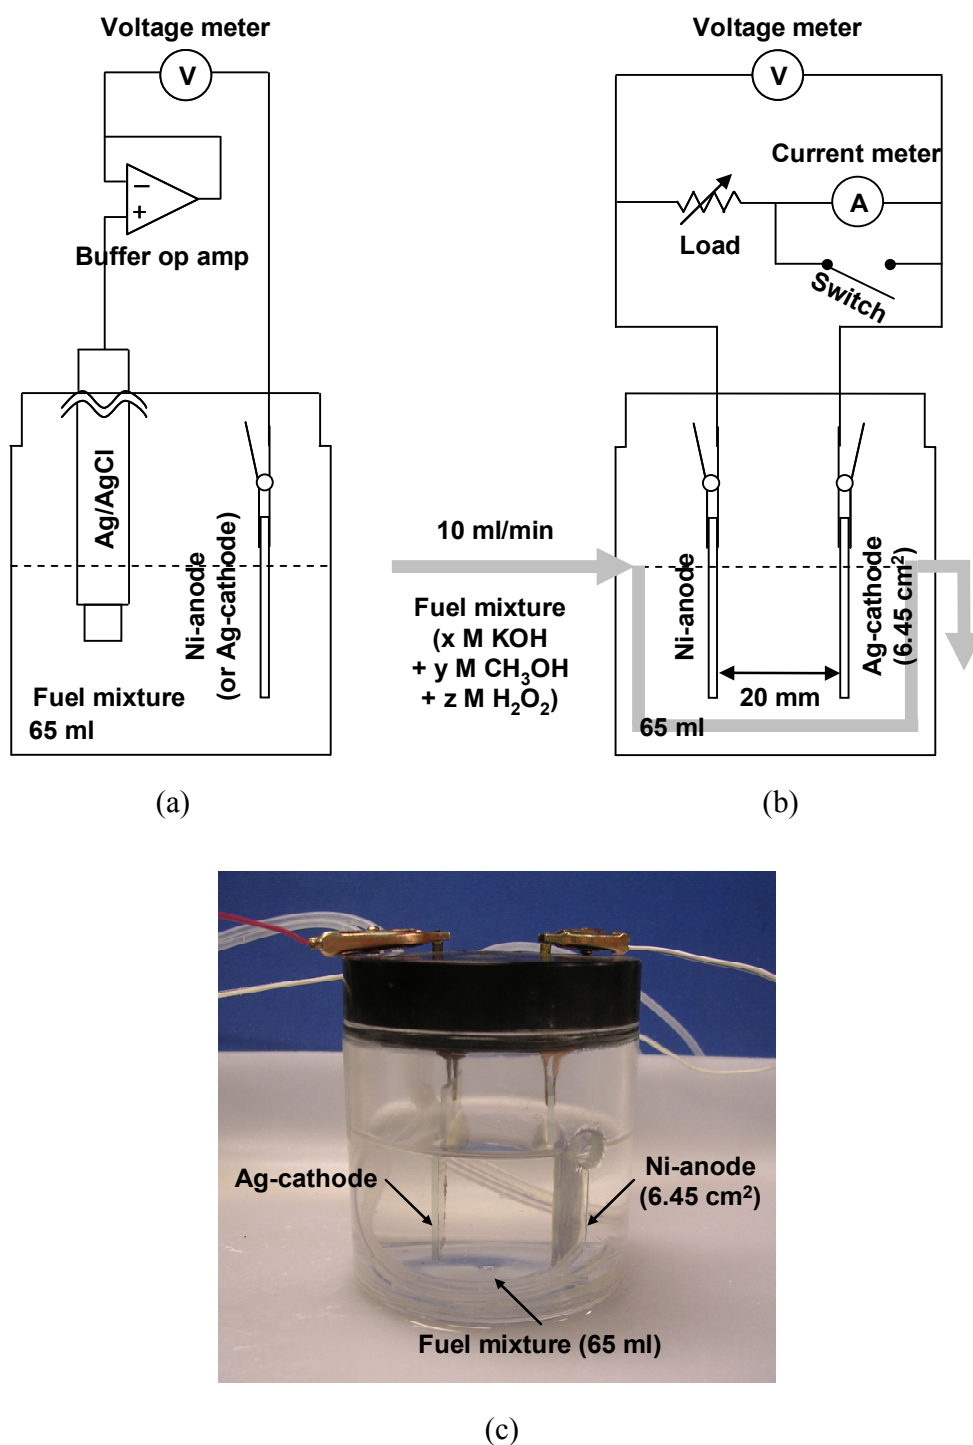 Voltage meter
V
−
+
Buffer op amp
Ag/AgCl
Ni-anode
(or Ag-cathode)
Fuel mixture
65 ml
(a)
Voltage meter
V
Current meter
A
Load
Switch
10 ml/min
Fuel mixture
(x M KOH
+ y M CH₃OH
+ z M H₂O₂)
Ni-anode
Ag-cathode
(6.45 cm²)
20 mm
65 ml
(b)
Ag-cathode
Ni-anode
(6.45 cm²)
Fuel mixture (65 ml)
(c)